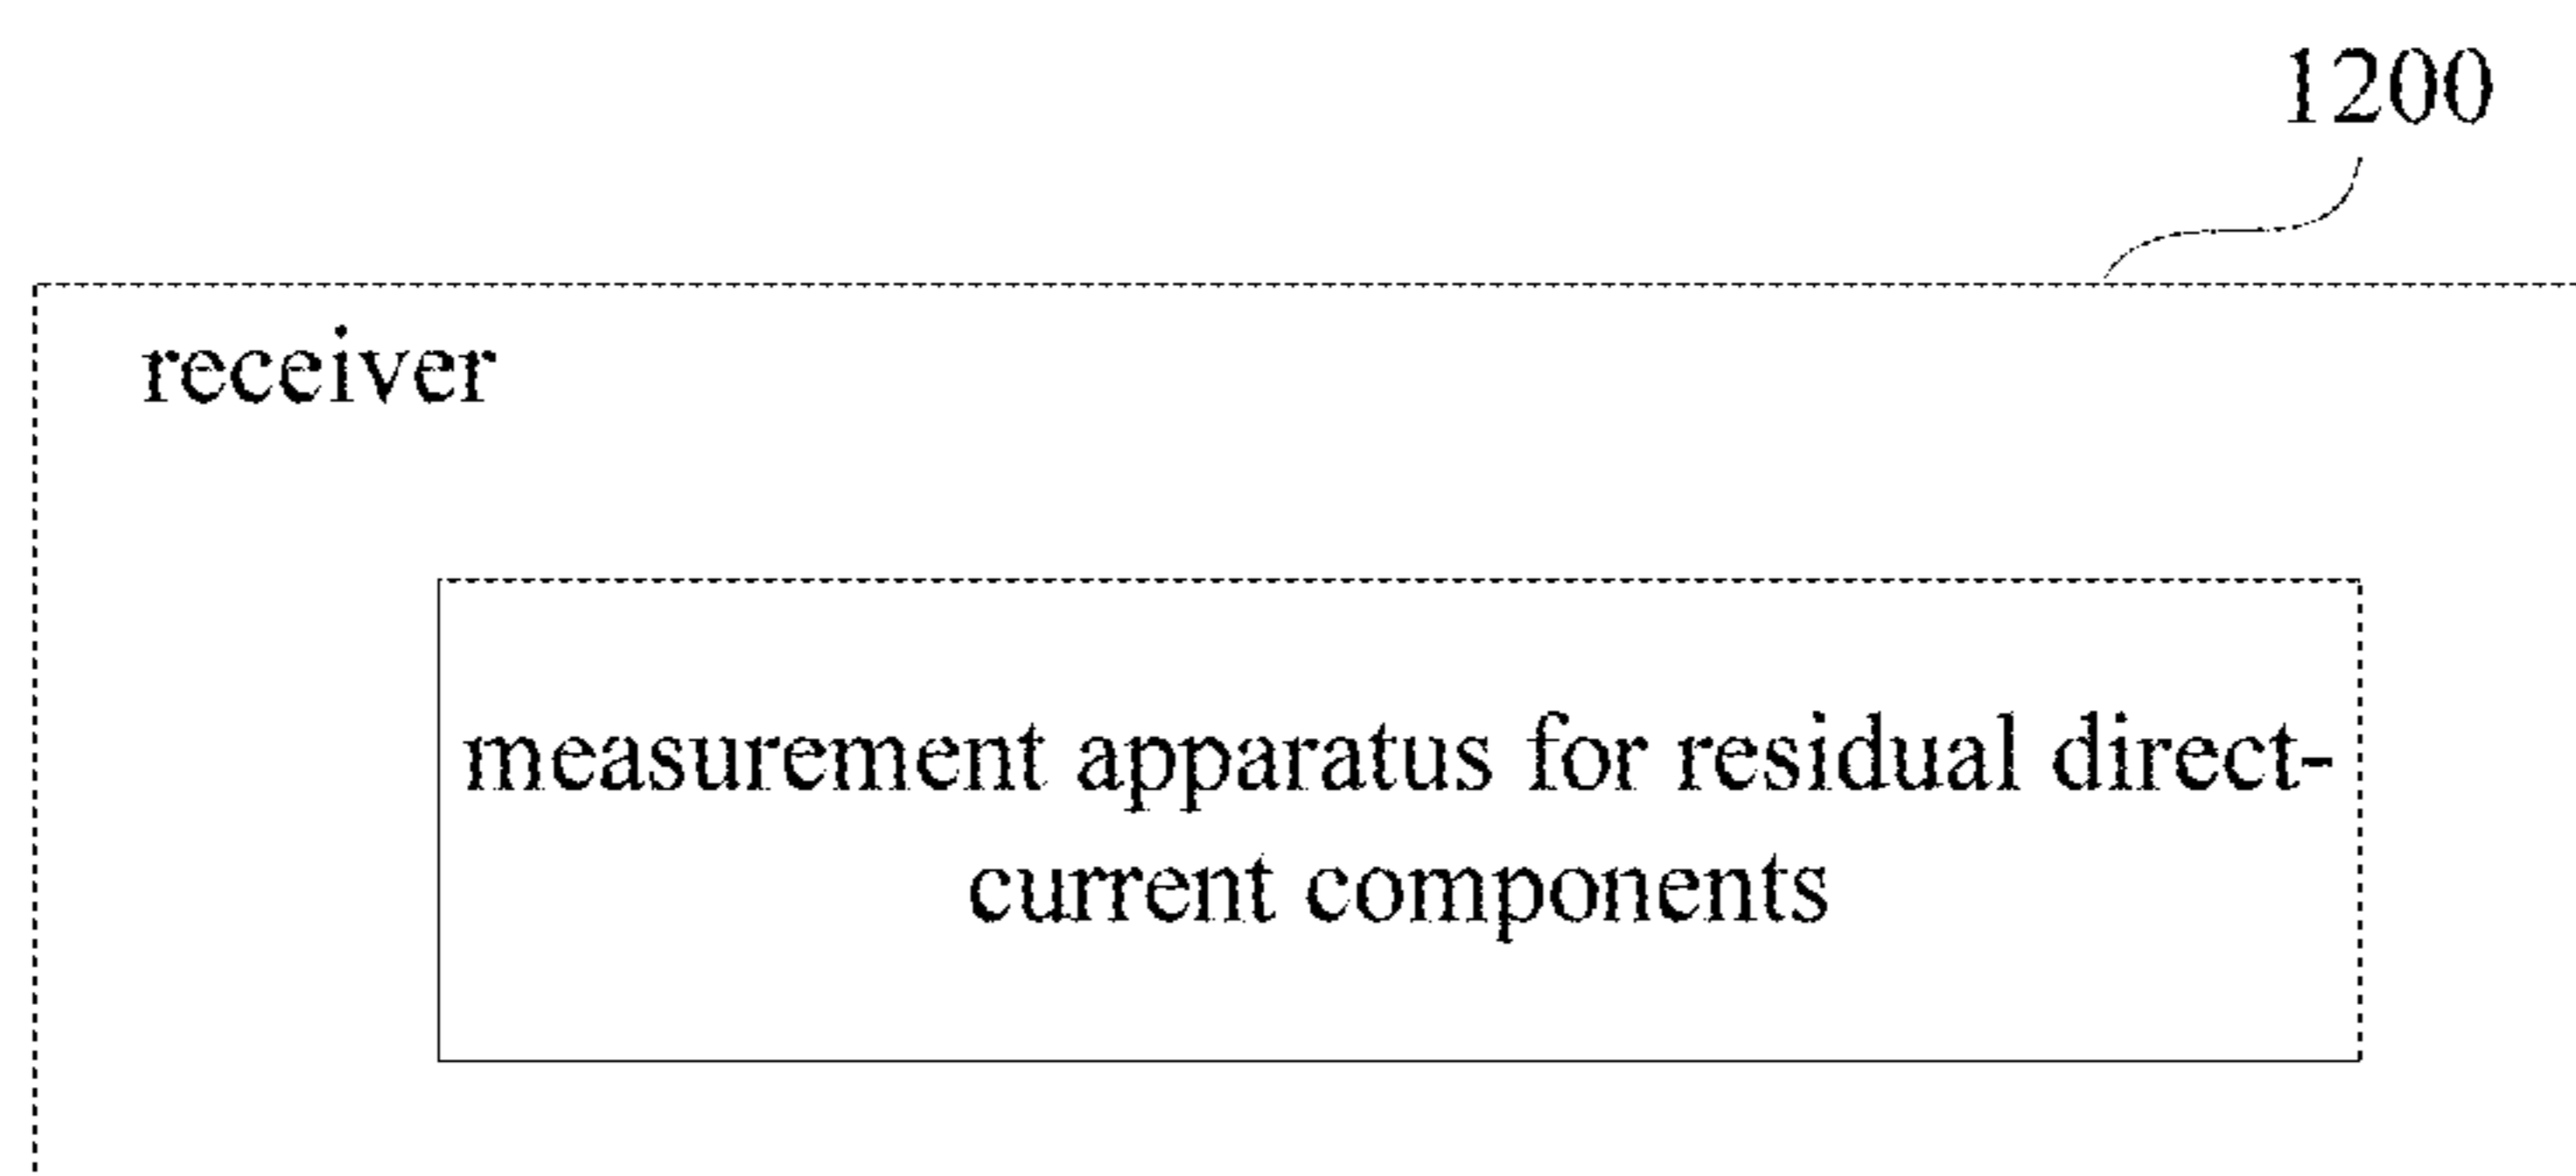 1200
receiver
measurement apparatus for residual direct-
current components